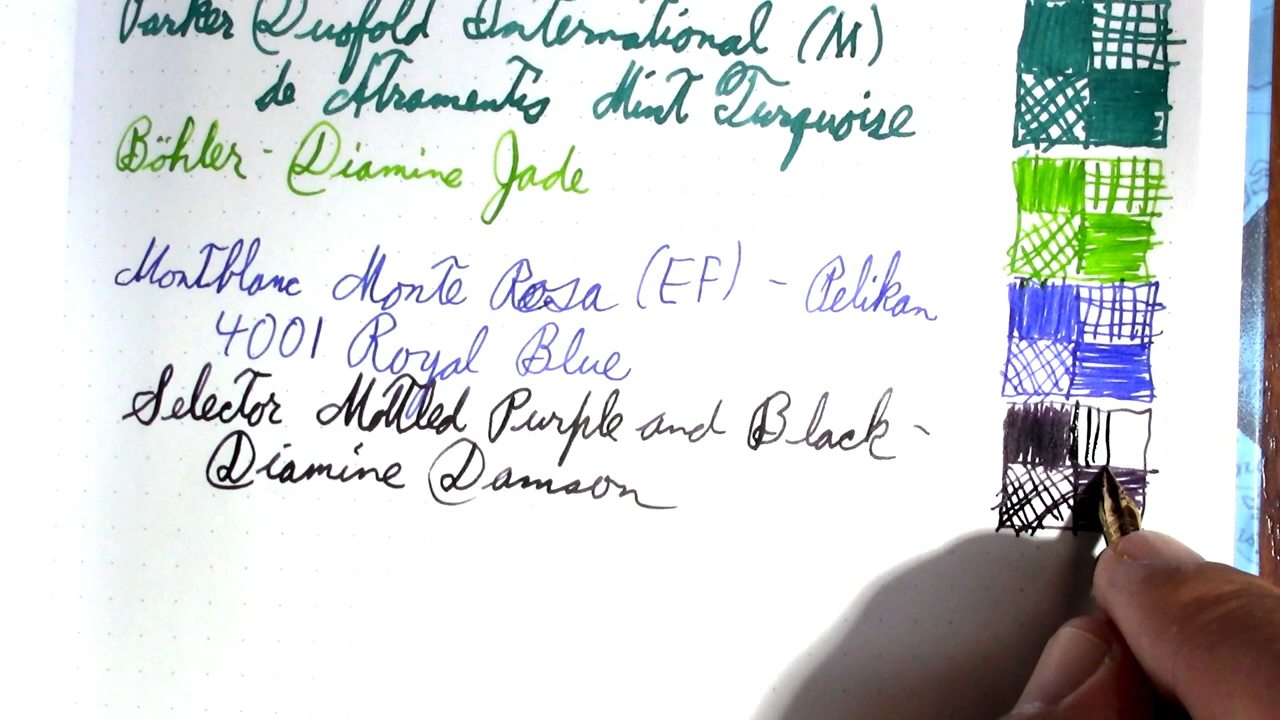 Parker Duofold International (M)
de Atramentis Mint Turquoise
Böhler - Diamine Jade
Montblanc Monte Rosa (EF) - Pelikan
4001 Royal Blue
Selector Mottled Purple and Black -
Diamine Damson